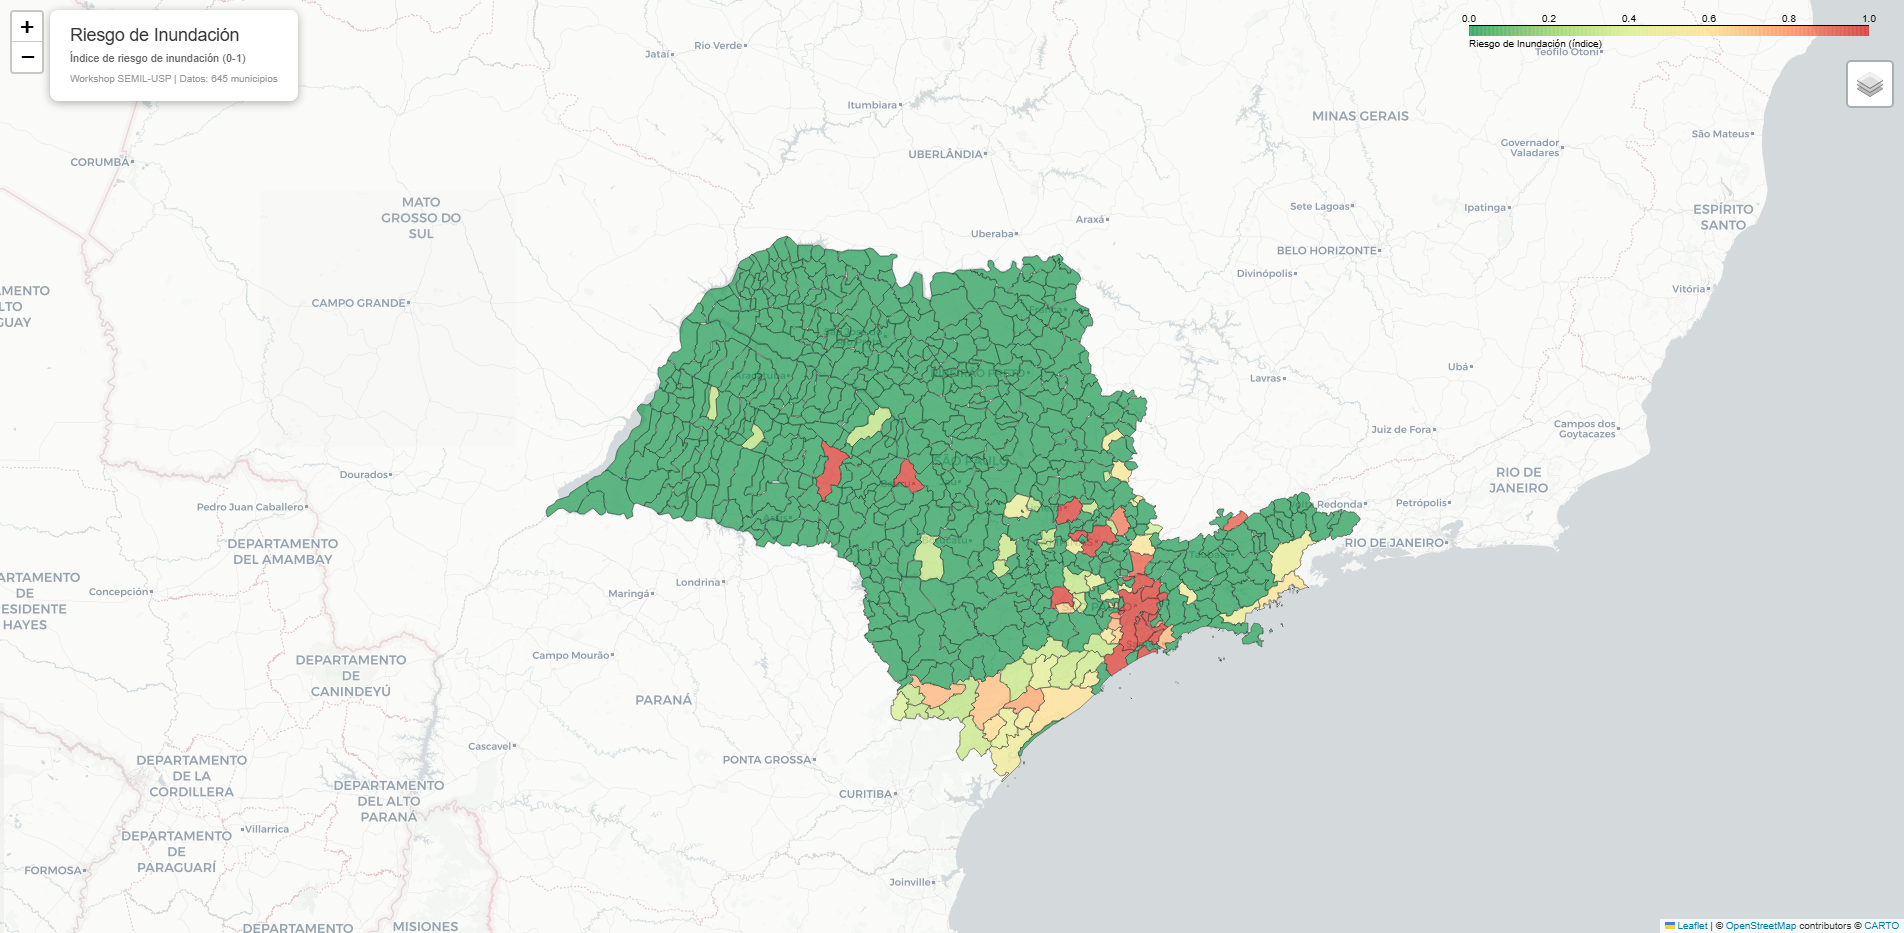 +
−
Riesgo de Inundación
Índice de riesgo de inundación (0-1)
Workshop SEMIL-USP | Datos: 645 municipios
0.0 0.2 0.4 0.6 0.8 1.0
Riesgo de Inundación (índice)
Teófilo Otoni
Rio Verde
Jataí
Itumbiara
MINAS GERAIS
São Mateus
Governador
Valadares
UBERLÂNDIA
CORUMBÁ
MATO
GROSSO DO
SUL
Sete Lagoas
Ipatinga
ESPÍRITO
SANTO
Araxá
Uberaba
BELO HORIZONTE
Divinópolis
Vitória
AMENTO
LTO
GUAY
CAMPO GRANDE
Ubá
Lavras
Juiz de Fora
Campos dos
Goytacazes
SÃO PAULO
Dourados
RIO DE
JANEIRO
Pedro Juan Caballero
Redonda
Petrópolis
RIO DE JANEIRO
DEPARTAMENTO
DEL AMAMBAY
ARTAMENTO
DE
ESIDENTE
HAYES
Concepción
Londrina
Maringá
Campo Mourão
DEPARTAMENTO
DE
CANINDEYÚ
PARANÁ
Cascavel
PONTA GROSSA
DEPARTAMENTO
DE LA
CORDILLERA
DEPARTAMENTO
DEL ALTO
PARANÁ
CURITIBA
Villarrica
DEPARTAMENTO
DE
PARAGUARÍ
FORMOSA
Joinville
DEPARTAMENTO
MISIONES
Leaflet | © OpenStreetMap contributors © CARTO